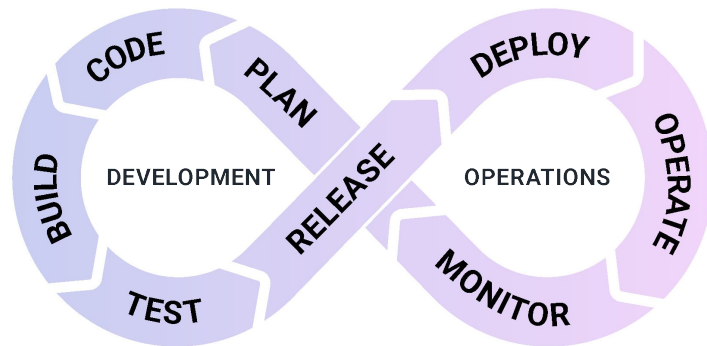 PLAN
CODE
BUILD
TEST
RELEASE
DEPLOY
OPERATE
MONITOR
DEVELOPMENT
OPERATIONS